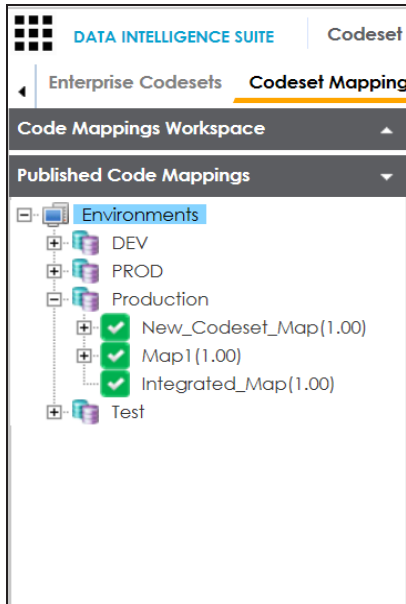 DATA INTELLIGENCE SUITE Codeset
Enterprise Codesets Codeset Mapping
Code Mappings Workspace
Published Code Mappings
Environments
DEV
PROD
Production
New_Codeset_Map(1.00)
Map1(1.00)
Integrated_Map(1.00)
Test